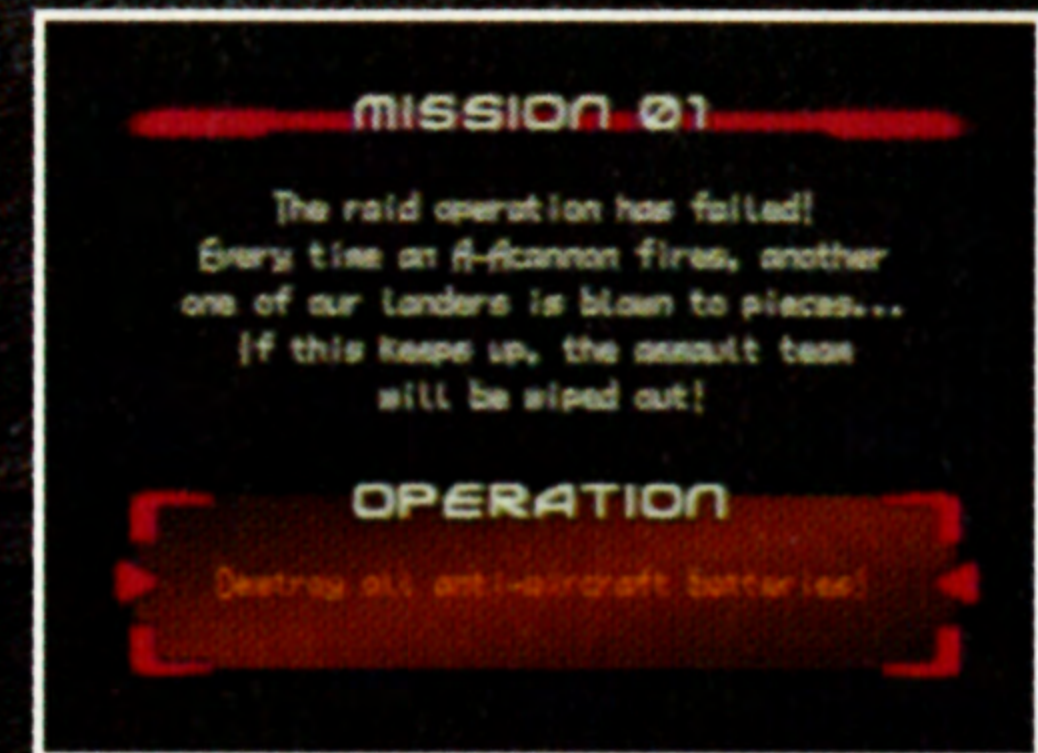 MISSION 01
The raid operation has failed!
Every time an A-Acannon fires, another
one of our landers is blown to pieces...
If this keeps up, the assault team
will be wiped out!
OPERATION
Destroy all anti-aircraft batteries!